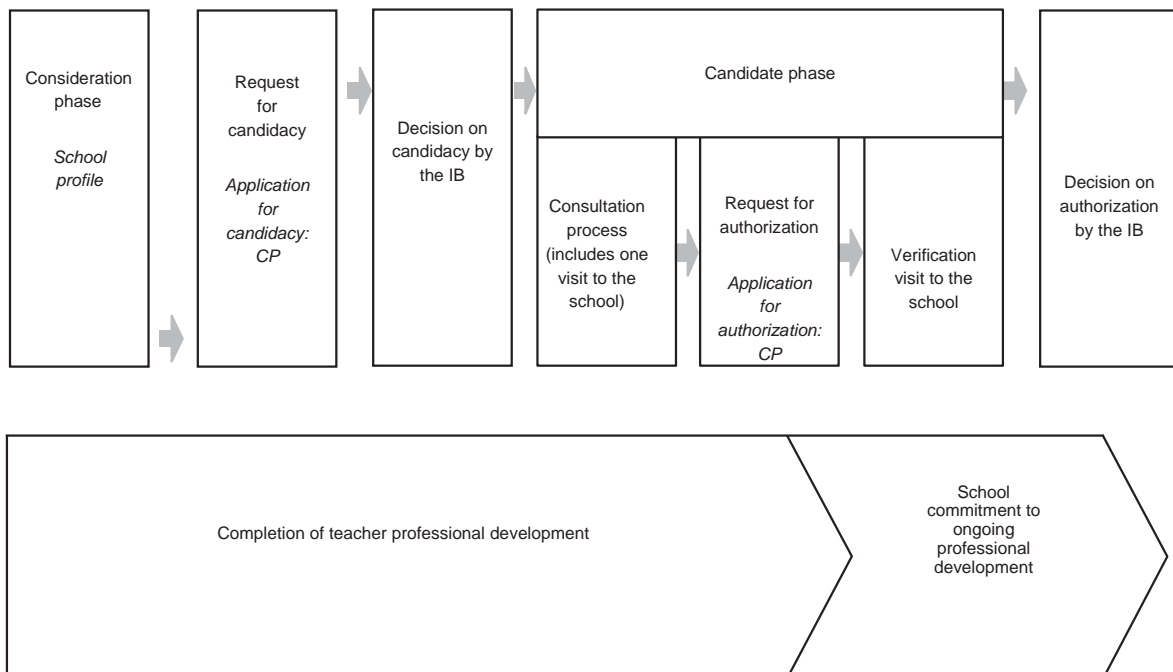 Consideration
phase
School
profile
Request
for
candidacy
Application
for
candidacy:
CP
Decision on
candidacy by
the IB
Candidate phase
Consultation
process
(includes one
visit to the
school)
Request for
authorization
Application
for
authorization:
CP
Verification
visit to the
school
Decision on
authorization
by the IB
Completion of teacher professional development
School
commitment to
ongoing
professional
development